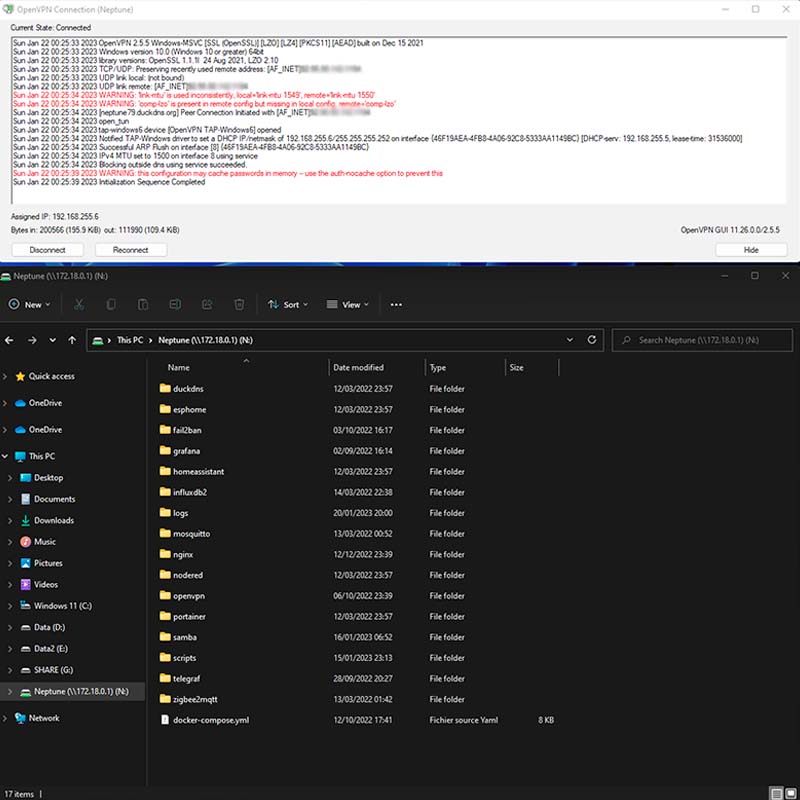 OpenVPN Connection (Neptune)
Current State: Connected
Sun Jan 22 00:25:33 2023 OpenVPN 2.5.5 Windows-MSVC [SSL (OpenSSL)] [LZO] [LZ4] [PKCS11] [AEAD] built on Dec 15 2021
Sun Jan 22 00:25:33 2023 Windows version 10.0 (Windows 10 or greater) 64bit
Sun Jan 22 00:25:33 2023 library versions: OpenSSL 1.1.1l 24 Aug 2021, LZO 2.10
Sun Jan 22 00:25:33 2023 TCP/UDP: Preserving recently used remote address: [AF_INET]
Sun Jan 22 00:25:33 2023 UDP link local: (not bound)
Sun Jan 22 00:25:33 2023 UDP link remote: [AF_INET]
Sun Jan 22 00:25:34 2023 WARNING: 'link-mtu' is used inconsistently, local='link-mtu 1549', remote='link-mtu 1550'
Sun Jan 22 00:25:34 2023 WARNING: 'comp-lzo' is present in remote config but missing in local config, remote='comp-lzo'
Sun Jan 22 00:25:34 2023 [neptune79.duckdns.org] Peer Connection Initiated with [AF_INET]
Sun Jan 22 00:25:34 2023 open_tun
Sun Jan 22 00:25:34 2023 tap-windows6 device [OpenVPN TAP-Windows6] opened
Sun Jan 22 00:25:34 2023 Notified TAP-Windows driver to set a DHCP IP/netmask of 192.168.255.6/255.255.255.252 on interface {46F19AEA-4FB8-4A06-92C8-5333AA1149BC} [DHCP-serv: 192.168.255.5, lease-time: 31536000]
Sun Jan 22 00:25:34 2023 Successful ARP Flush on interface [8] {46F19AEA-4FB8-4A06-92C8-5333AA1149BC}
Sun Jan 22 00:25:34 2023 IPv4 MTU set to 1500 on interface 8 using service
Sun Jan 22 00:25:34 2023 Blocking outside dns using service succeeded.
Sun Jan 22 00:25:39 2023 WARNING: this configuration may cache passwords in memory -- use the auth-nocache option to prevent this
Sun Jan 22 00:25:39 2023 Initialization Sequence Completed
Assigned IP: 192.168.255.6
Bytes in: 200566 (195.9 KiB) out: 111990 (109.4 KiB)
OpenVPN GUI 11.26.0.0/2.5.5
Disconnect Reconnect Hide
Neptune (\\172.18.0.1) (N:)
New Sort View
This PC Neptune (\\172.18.0.1) (N:)
Search Neptune (\\172.18.0.1) (N:)
Name Date modified Type Size
Quick access
OneDrive
OneDrive
This PC
Desktop
Documents
Downloads
Music
Pictures
Videos
Windows 11 (C:)
Data (D:)
Data2 (E:)
SHARE (G:)
Neptune (\\172.18.0.1) (N:)
Network
duckdns 12/03/2022 23:57 File folder
esphome 12/03/2022 23:57 File folder
fail2ban 03/10/2022 16:17 File folder
grafana 02/09/2022 16:14 File folder
homeassistant 12/03/2022 23:57 File folder
influxdb2 14/03/2022 22:38 File folder
logs 20/01/2023 20:00 File folder
mosquitto 13/03/2022 00:52 File folder
nginx 12/12/2022 23:39 File folder
nodered 12/03/2022 23:57 File folder
openvpn 06/10/2022 23:39 File folder
portainer 12/03/2022 23:57 File folder
samba 16/01/2023 06:52 File folder
scripts 15/01/2023 23:13 File folder
telegraf 28/09/2022 20:27 File folder
zigbee2mqtt 13/03/2022 01:42 File folder
docker-compose.yml 12/10/2022 17:41 Fichier source Yaml 8 KB
17 items